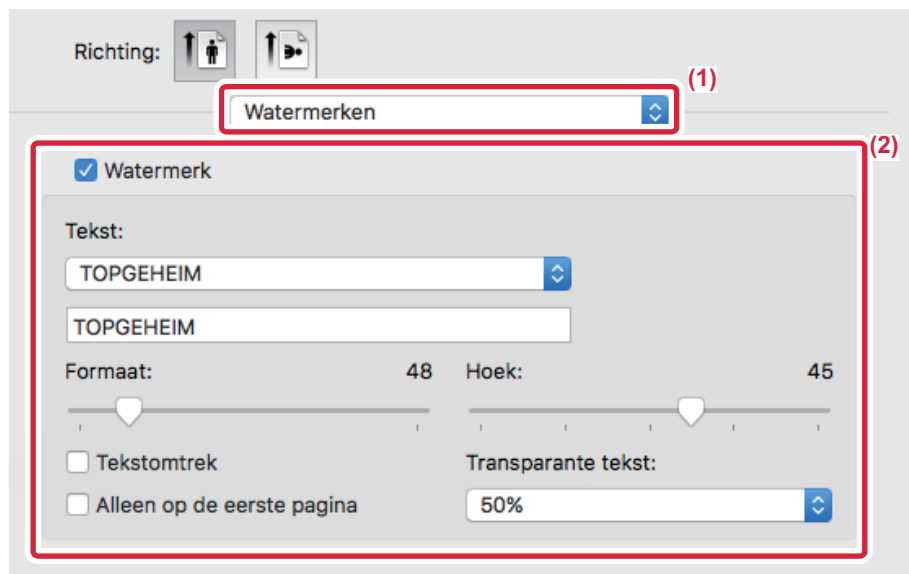 Richting:
(1)
Watermerken
(2)
Watermerk
Tekst:
TOPGEHEIM
TOPGEHEIM
Formaat: 48 Hoek: 45
Tekstomtrek Transparante tekst:
Alleen op de eerste pagina 50%